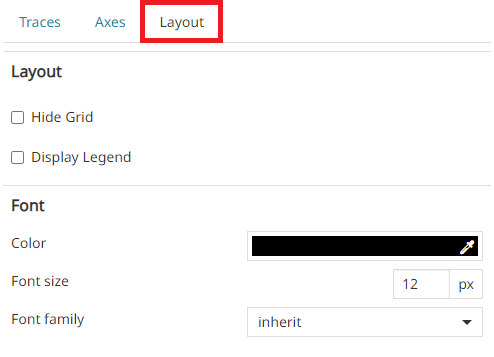 Traces Axes Layout
Layout
Hide Grid
Display Legend
Font
Color
Font size 12 px
Font family inherit